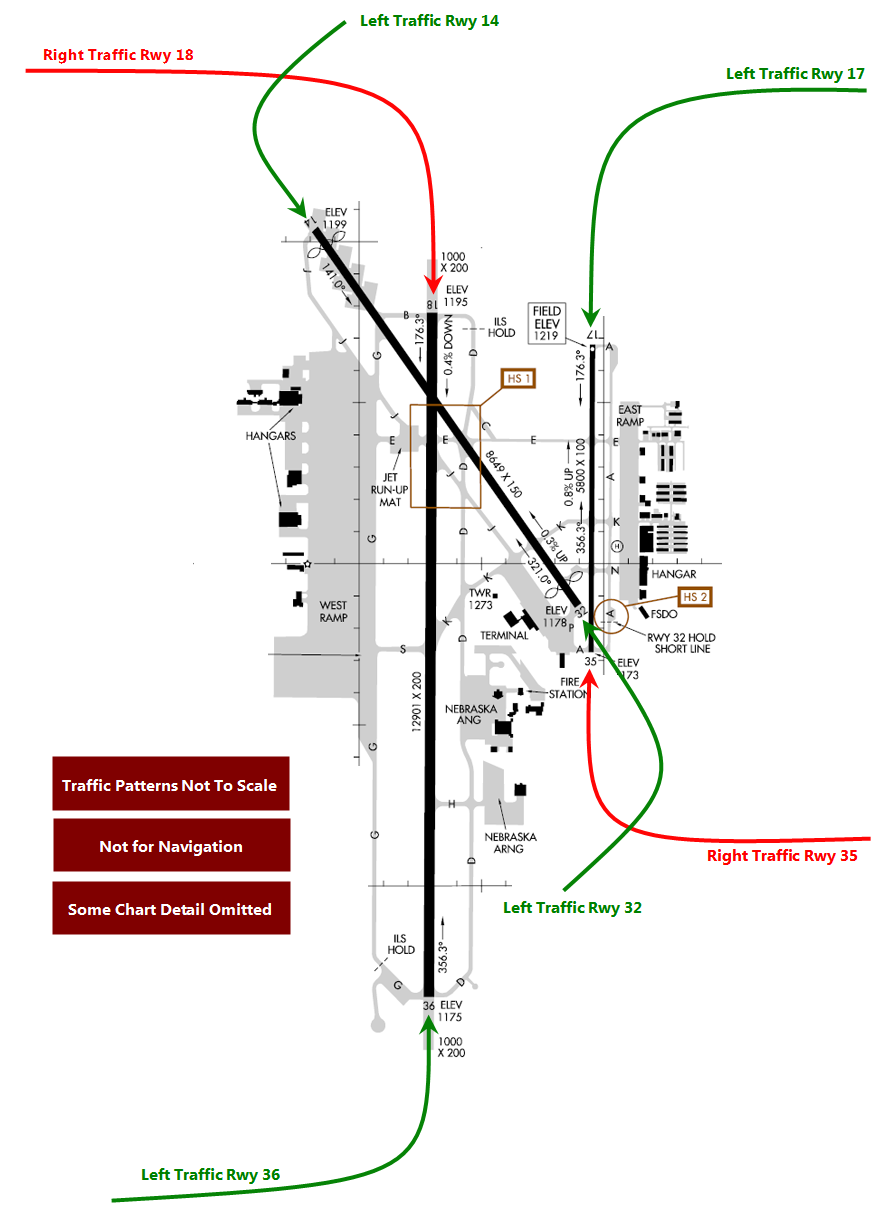 Left Traffic Rwy 14
Right Traffic Rwy 18
Left Traffic Rwy 17
ELEV
1199
14
141.0°
J
1000
X 200
ELEV
1195
18
B
176.3°
0.4% DOWN
ILS
HOLD
D
FIELD
ELEV
1219
17
A
176.3°
J
G
HS 1
HANGARS
J
C
E
E
E
E
EAST
RAMP
JET
RUN-UP
MAT
D
J
8649 X 150
0.8% UP
5800 X 100
A
G
D
J
K
0.3% UP
321.0°
356.3°
K
H
N
HANGAR
K
TWR
1273
WEST
RAMP
TERMINAL
ELEV
1178
P
32
HS 2
A
FSDO
RWY 32 HOLD
SHORT LINE
K
D
S
A
35
ELEV
1173
12901 X 200
FIRE
STATION
NEBRASKA
ANG
G
Traffic Patterns Not To Scale
Not for Navigation
Some Chart Detail Omitted
H
G
NEBRASKA
ARNG
D
Right Traffic Rwy 35
Left Traffic Rwy 32
ILS
HOLD
356.3°
G
D
36
ELEV
1175
1000
X 200
Left Traffic Rwy 36